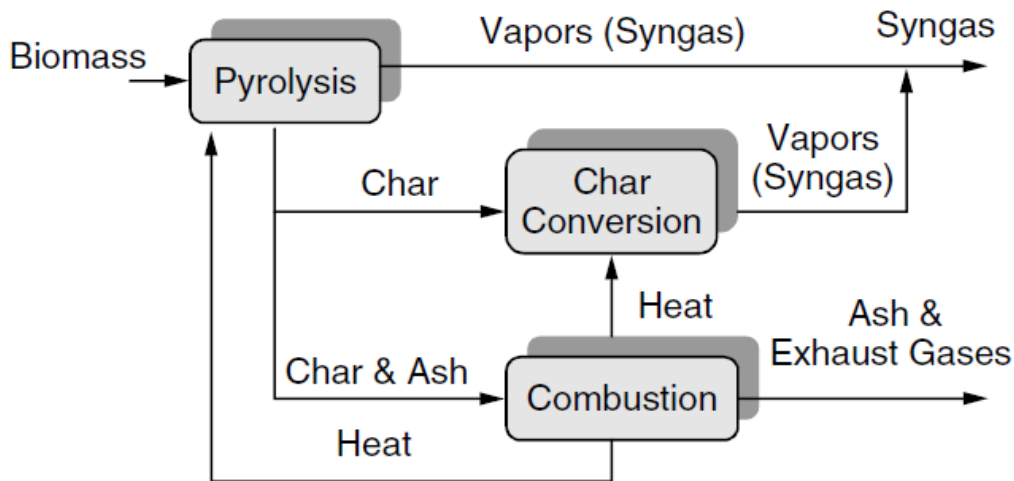 Biomass
Pyrolysis
Vapors (Syngas)
Syngas
Char
Char
Conversion
Vapors
(Syngas)
Heat
Char & Ash
Combustion
Ash &
Exhaust Gases
Heat